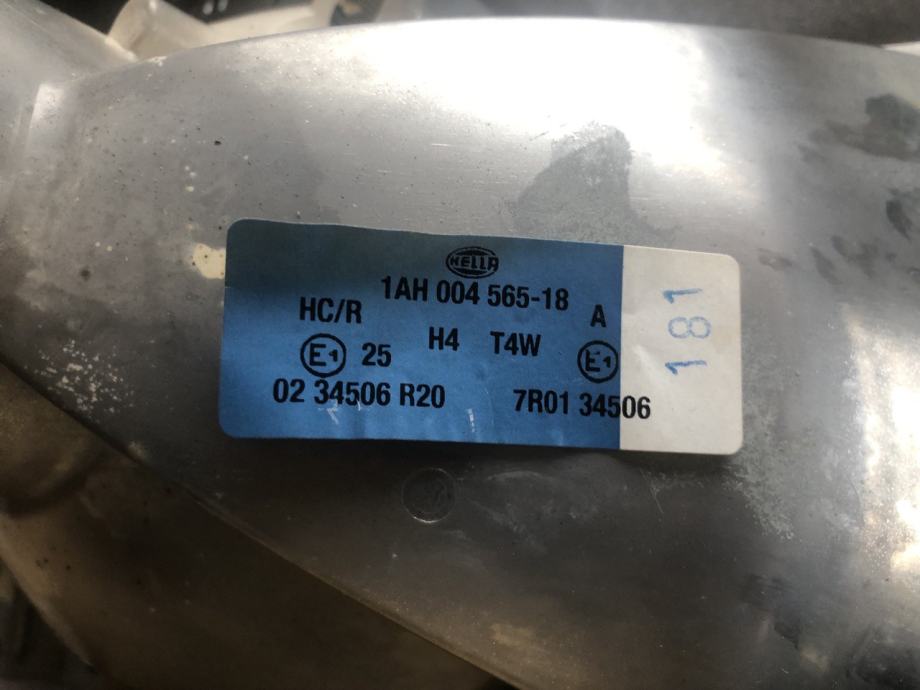 HELLA
1AH 004 565-18
HC/R H4 T4W A
E1 25 E1
02 34506 R20 7R01 34506
181